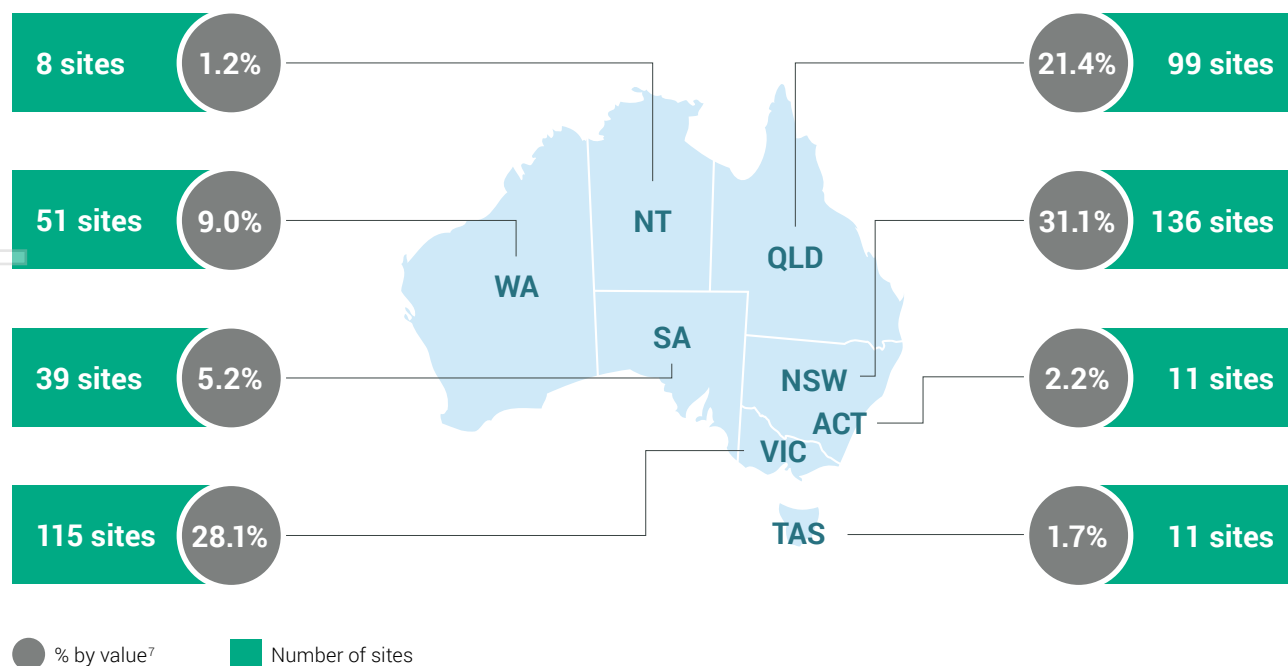 8 sites 1.2%
21.4% 99 sites
51 sites 9.0%
NT
31.1% 136 sites
QLD
WA
39 sites 5.2%
SA
NSW
2.2% 11 sites
ACT
VIC
115 sites 28.1%
TAS
1.7% 11 sites
% by value⁷ Number of sites